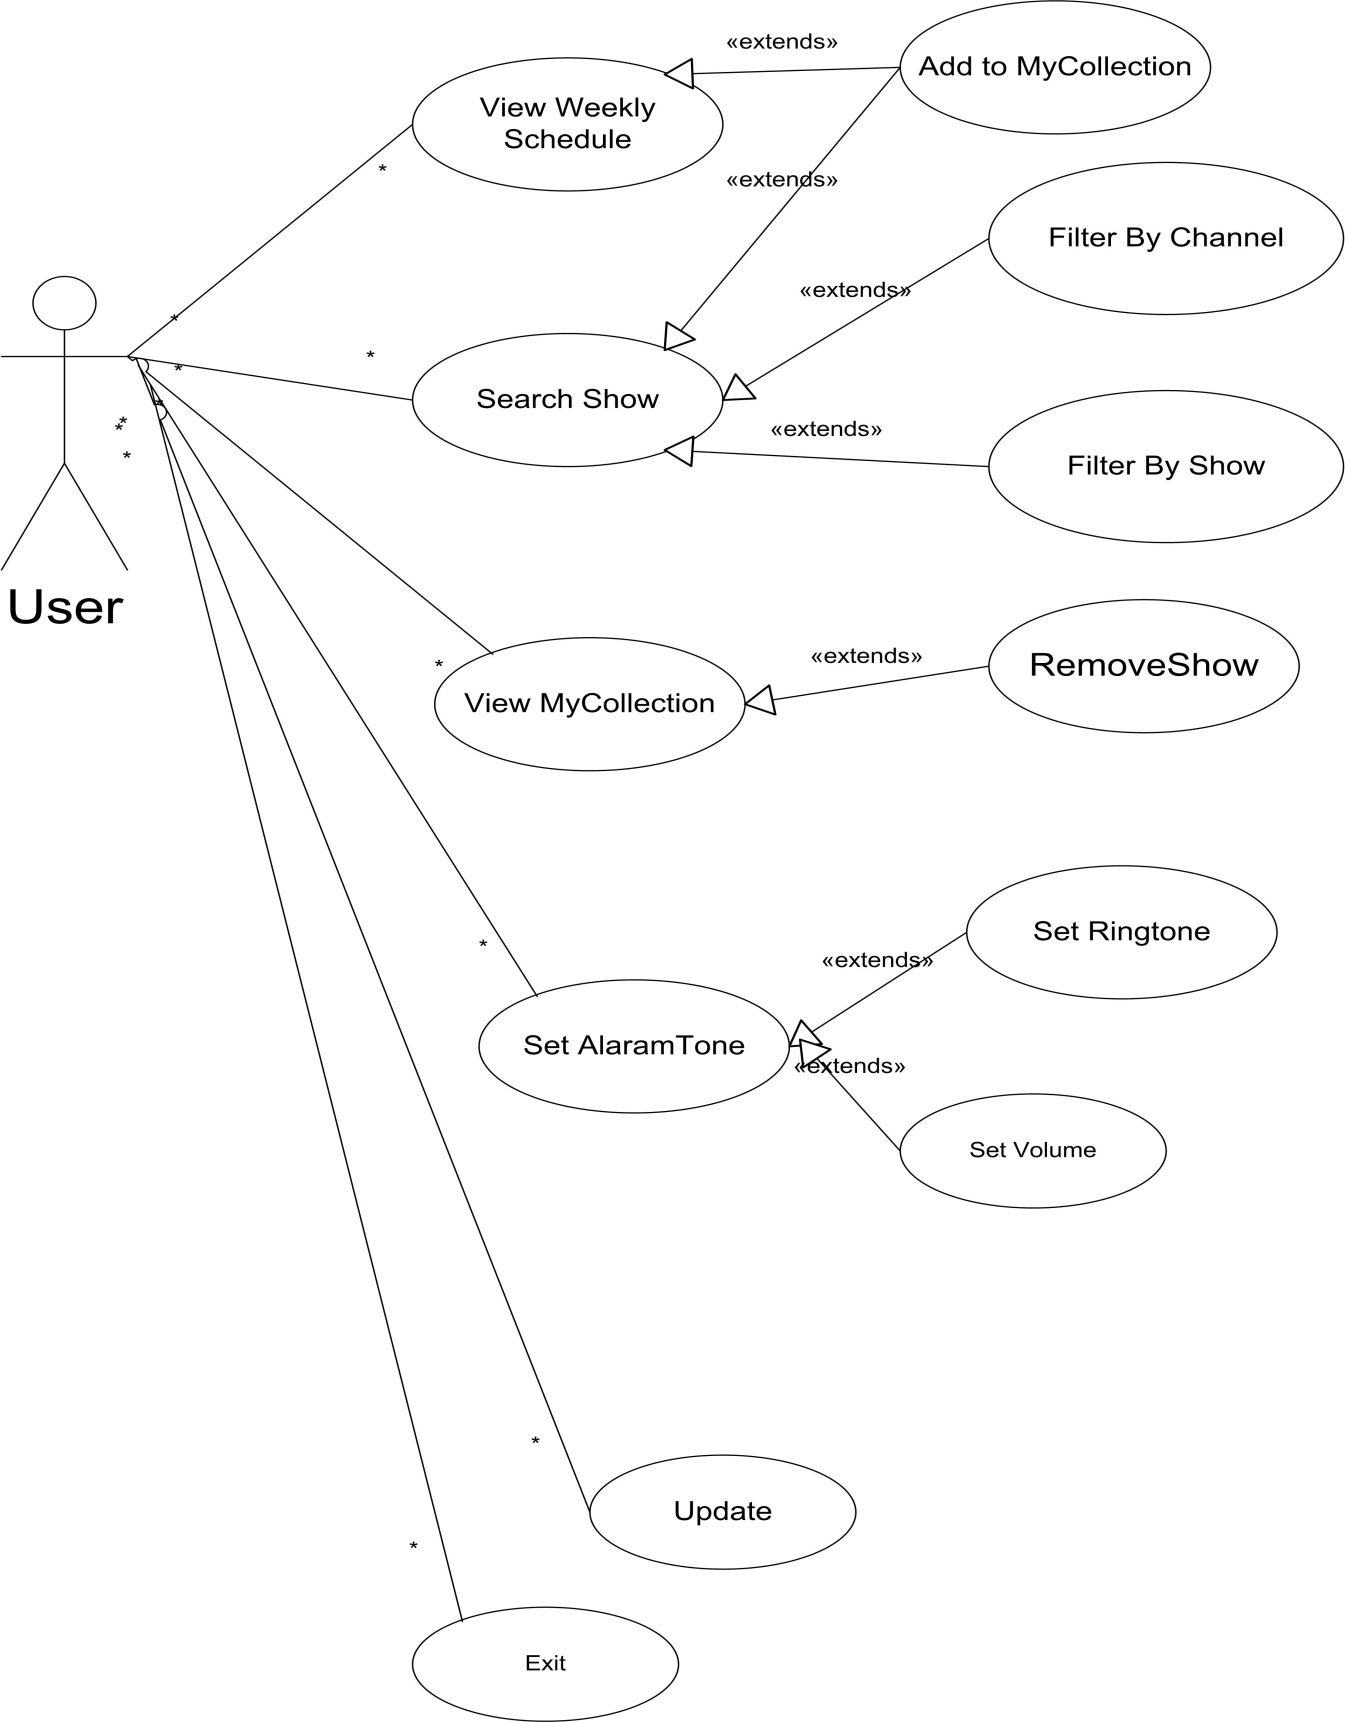 «extends»
Add to MyCollection
View Weekly
Schedule
*
«extends»
Filter By Channel
«extends»
*
*
*
Search Show
*
«extends»
Filter By Show
*
*
*
*
User
«extends»
RemoveShow
*
View MyCollection
*
Set Ringtone
«extends»
Set AlaramTone
«extends»
Set Volume
*
Update
*
Exit